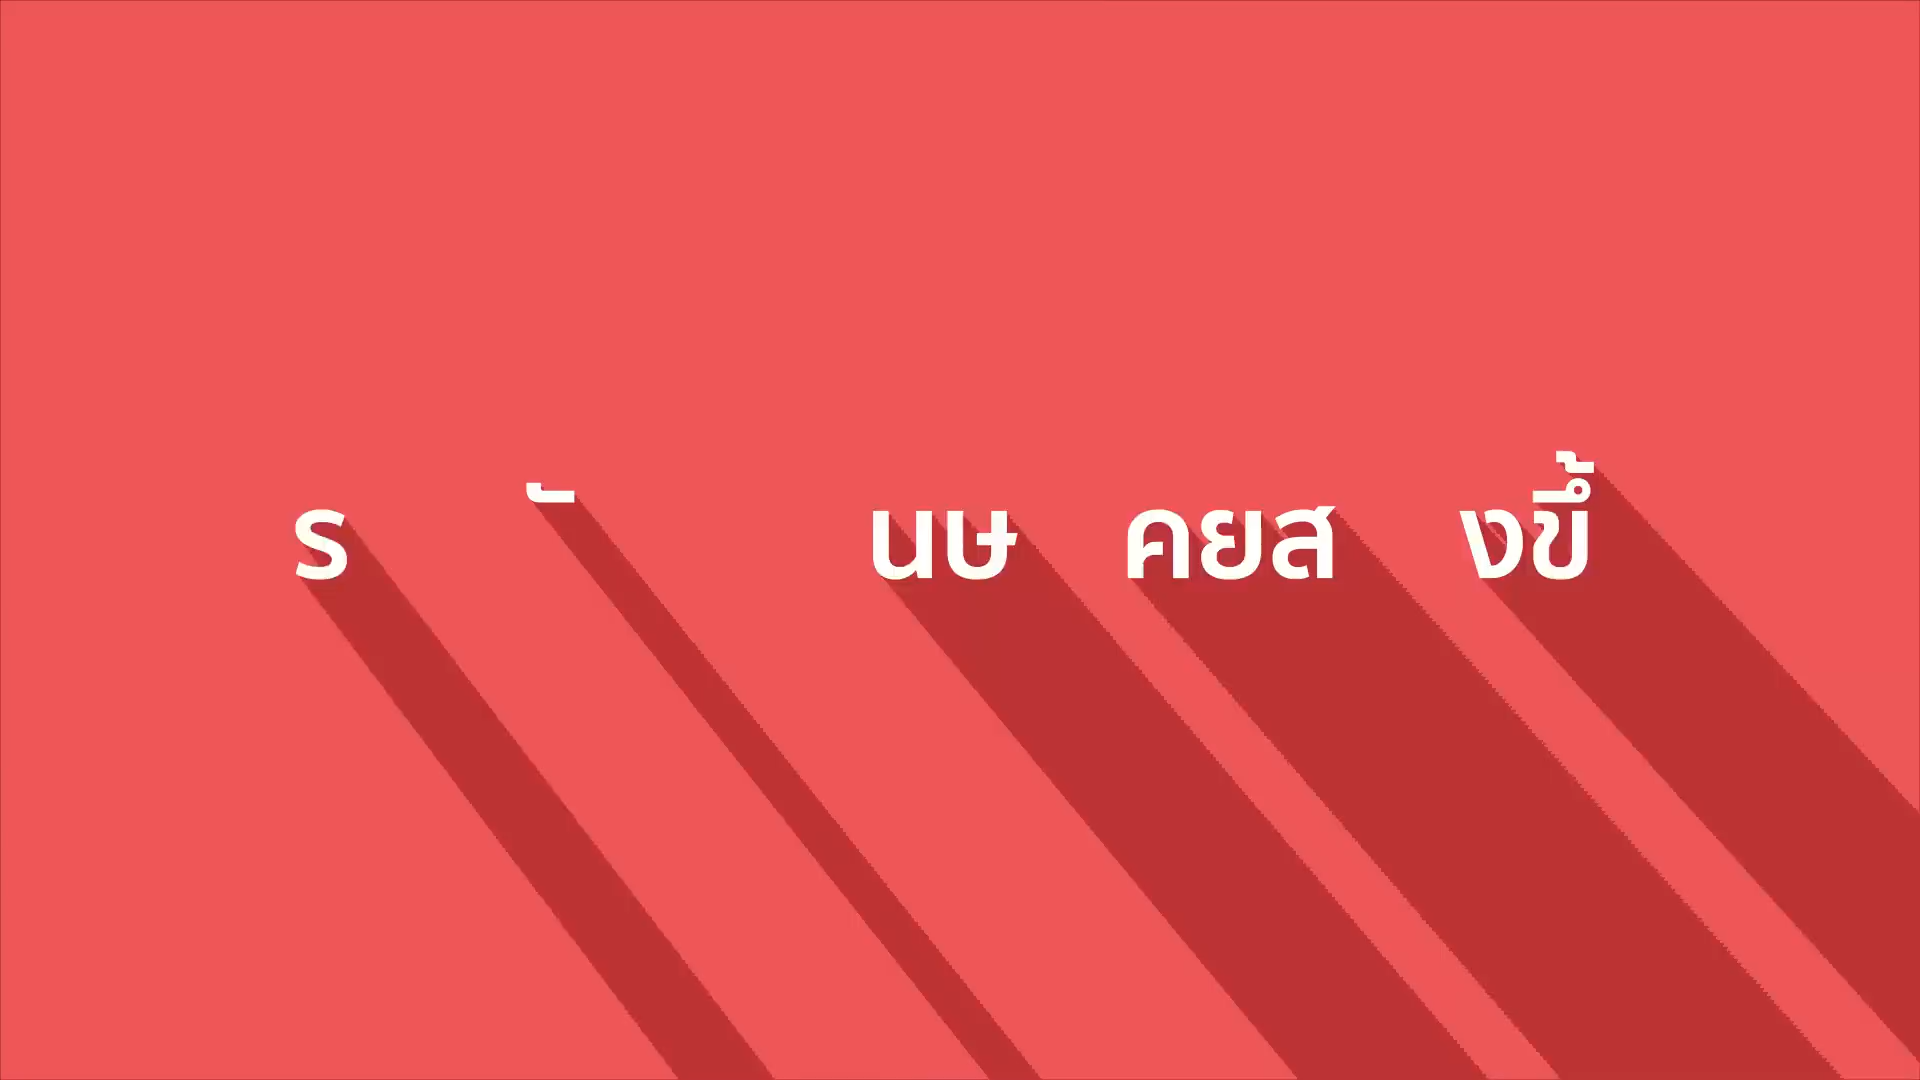 ร ั นษ คยส งขึ้